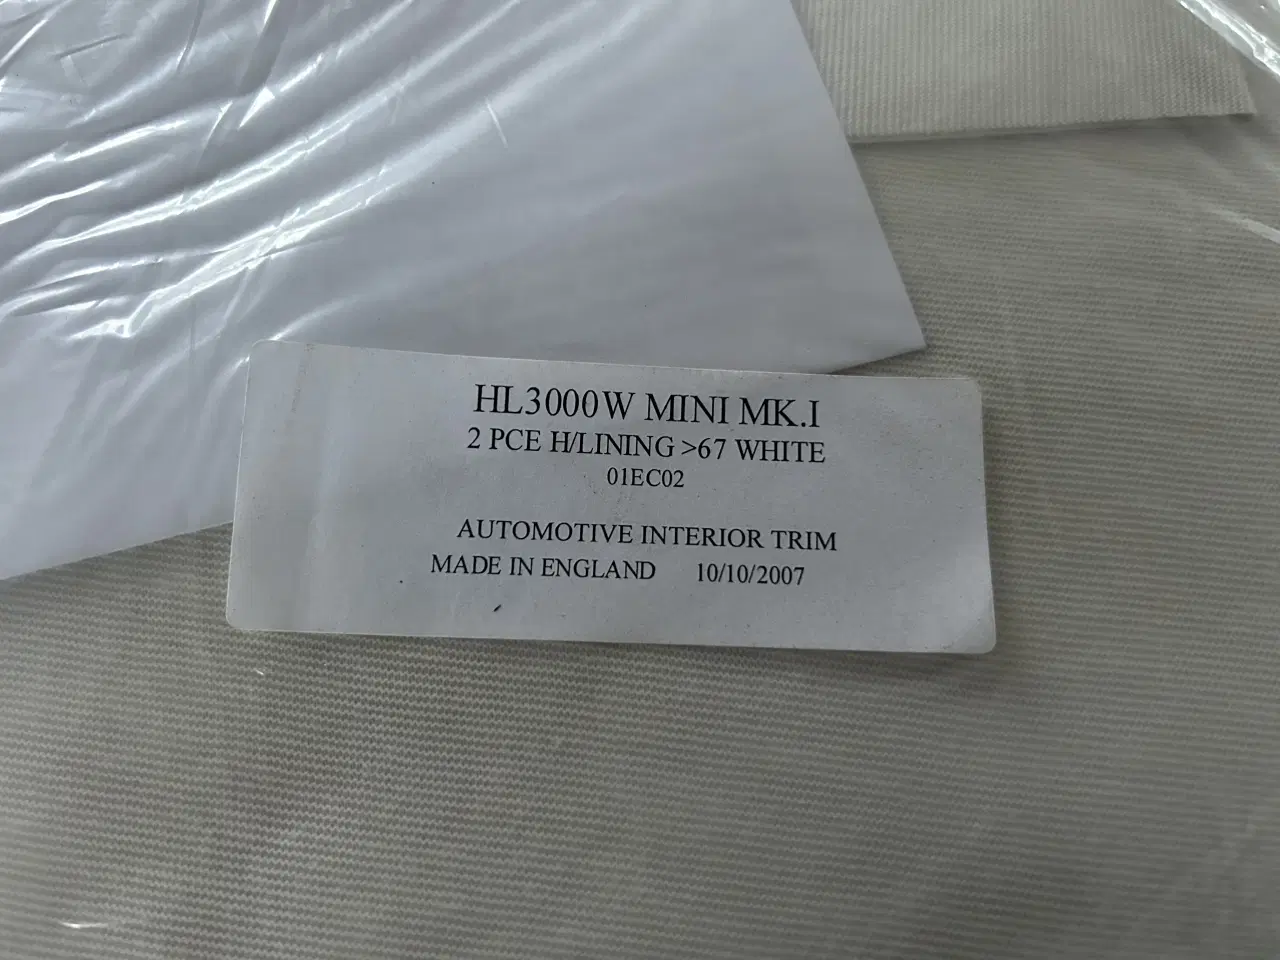 HL3000W MINI MK.I
2 PCE H/LINING >67 WHITE
01EC02
AUTOMOTIVE INTERIOR TRIM
MADE IN ENGLAND 10/10/2007